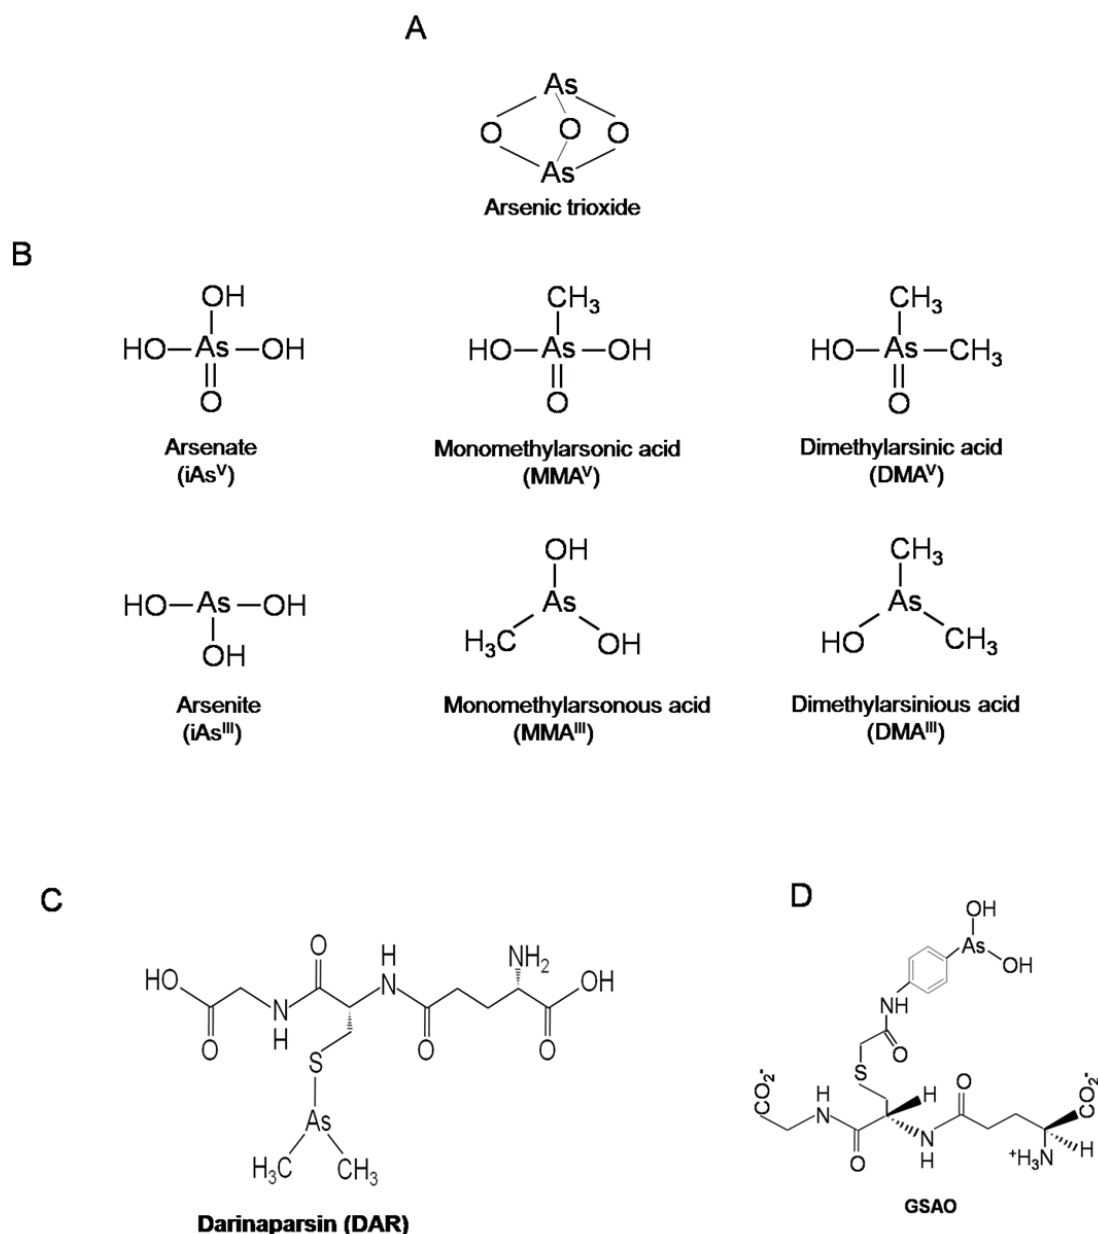 A
As
O O O
As
Arsenic trioxide
B
OH
HO As OH
O
Arsenate
(iAsⱽ)
CH₃
HO As OH
O
Monomethylarsonic acid
(MMAⱽ)
CH₃
HO As CH₃
O
Dimethylarsinic acid
(DMAⱽ)
HO As OH
OH
Arsenite
(iAsᴵᴵᴵ)
OH
As
H₃C OH
Monomethylarsonous acid
(MMAᴵᴵᴵ)
CH₃
As
HO CH₃
Dimethylarsinious acid
(DMAᴵᴵᴵ)
C
O H NH₂
HO N OH
N
O H O O
S
As
H₃C CH₃
Darinaparsin (DAR)
D
OH
As
OH
NH
O
S
CO₂⁻ H O CO₂⁻
H
N N H
O H ⁺H₃N
GSAO